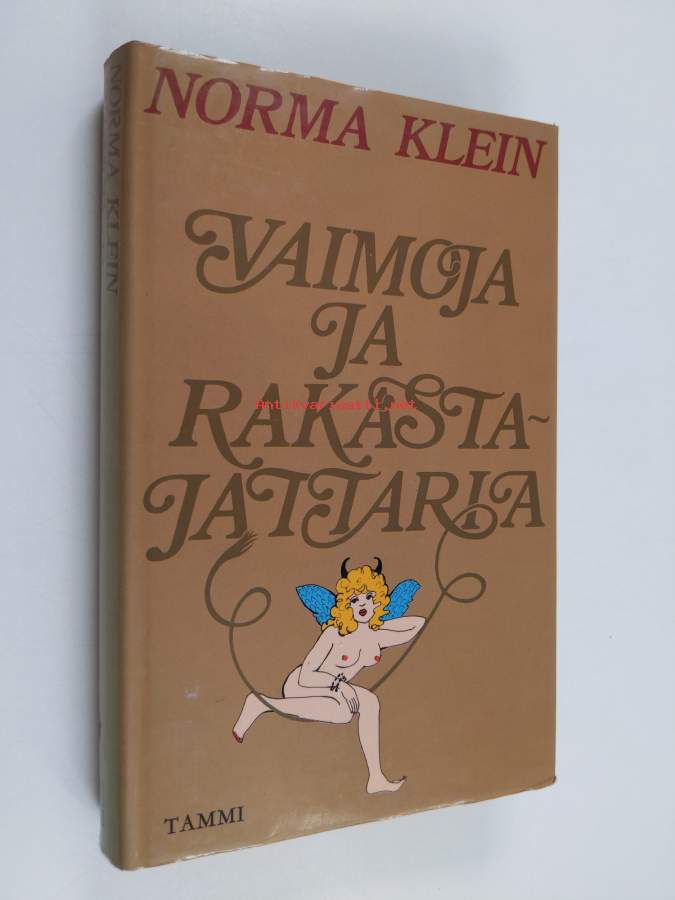 NORMA KLEIN
NORMA KLEIN
VAIMOJA
JA
RAKASTA-
JATTARIA
Antikvariaatti.net
TAMMI